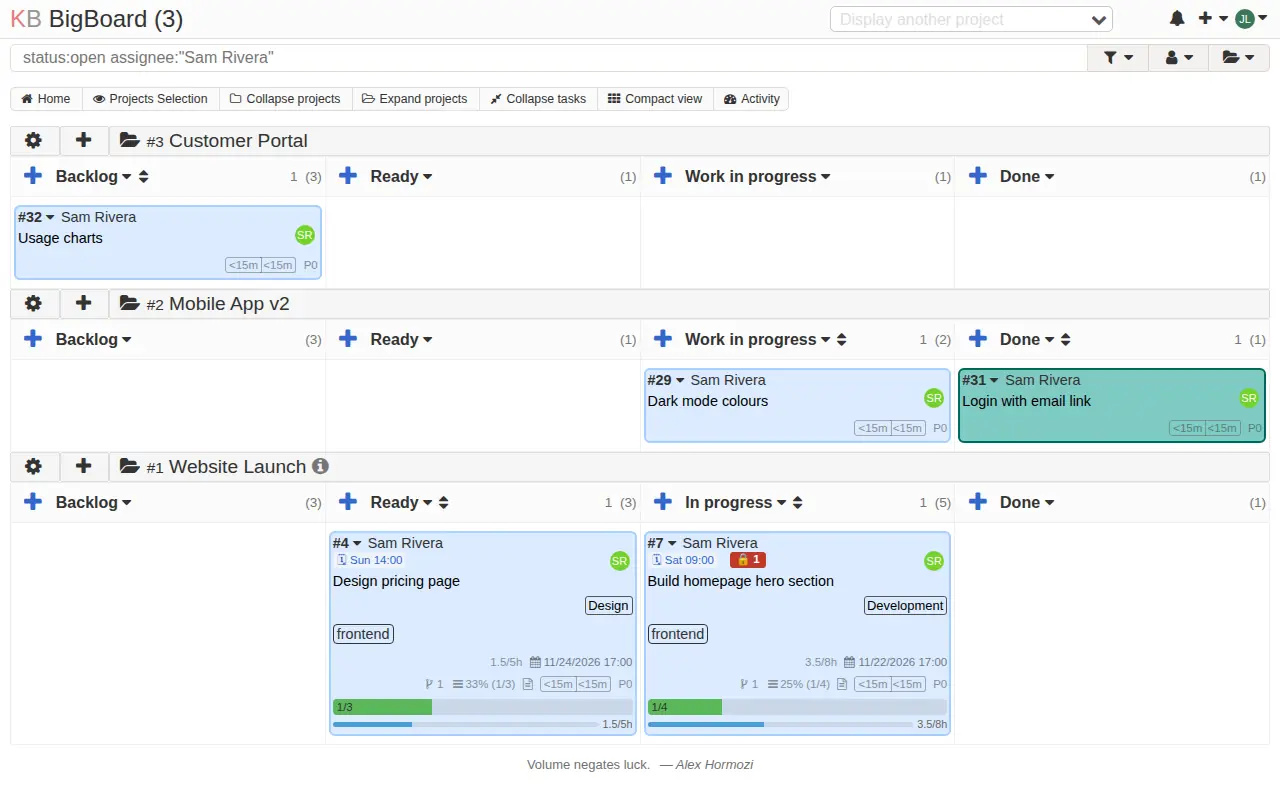 KB BigBoard (3)
Display another project
JL
status:open assignee:"Sam Rivera"
Home Projects Selection Collapse projects Expand projects Collapse tasks Compact view Activity
#3 Customer Portal
Backlog 1 (3) Ready (1) Work in progress (1) Done (1)
#32 Sam Rivera
SR
Usage charts
<15m <15m P0
#2 Mobile App v2
Backlog (3) Ready (1) Work in progress 1 (2) Done 1 (1)
#29 Sam Rivera
SR
Dark mode colours
<15m <15m P0
#31 Sam Rivera
SR
Login with email link
<15m <15m P0
#1 Website Launch
Backlog (3) Ready 1 (3) In progress 1 (5) Done (1)
#4 Sam Rivera
Sun 14:00 SR
Design pricing page
Design
frontend
1.5/5h 11/24/2026 17:00
1 33% (1/3) <15m <15m P0
1/3
1.5/5h
#7 Sam Rivera
Sat 09:00 1 SR
Build homepage hero section
Development
frontend
3.5/8h 11/22/2026 17:00
1 25% (1/4) <15m <15m P0
1/4
3.5/8h
Volume negates luck. — Alex Hormozi